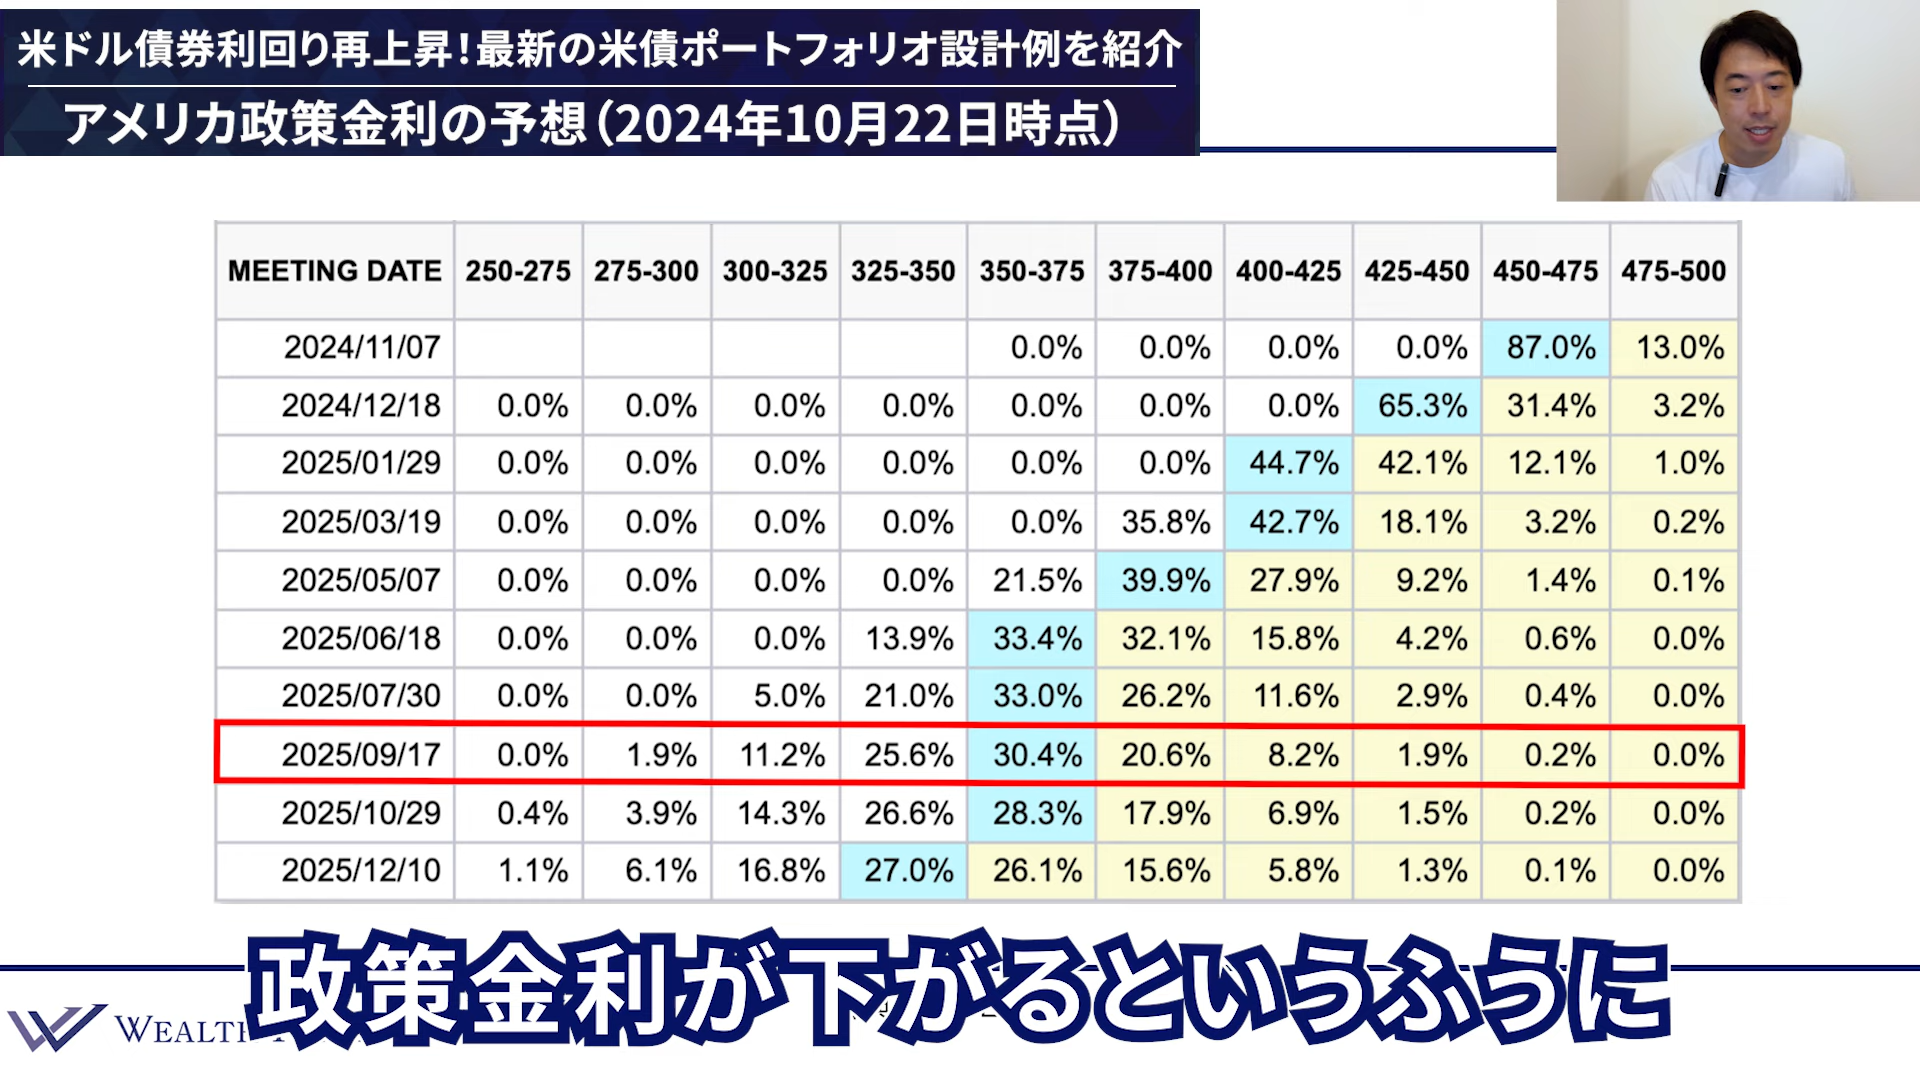 米ドル債券利回り再上昇！最新の米債ポートフォリオ設計例を紹介
アメリカ政策金利の予想（2024年10月22日時点）
MEETING DATE 250-275 275-300 300-325 325-350 350-375 375-400 400-425 425-450 450-475 475-500
2024/11/07 0.0% 0.0% 0.0% 0.0% 87.0% 13.0%
2024/12/18 0.0% 0.0% 0.0% 0.0% 0.0% 0.0% 0.0% 65.3% 31.4% 3.2%
2025/01/29 0.0% 0.0% 0.0% 0.0% 0.0% 0.0% 44.7% 42.1% 12.1% 1.0%
2025/03/19 0.0% 0.0% 0.0% 0.0% 0.0% 35.8% 42.7% 18.1% 3.2% 0.2%
2025/05/07 0.0% 0.0% 0.0% 0.0% 21.5% 39.9% 27.9% 9.2% 1.4% 0.1%
2025/06/18 0.0% 0.0% 0.0% 13.9% 33.4% 32.1% 15.8% 4.2% 0.6% 0.0%
2025/07/30 0.0% 0.0% 5.0% 21.0% 33.0% 26.2% 11.6% 2.9% 0.4% 0.0%
2025/09/17 0.0% 1.9% 11.2% 25.6% 30.4% 20.6% 8.2% 1.9% 0.2% 0.0%
2025/10/29 0.4% 3.9% 14.3% 26.6% 28.3% 17.9% 6.9% 1.5% 0.2% 0.0%
2025/12/10 1.1% 6.1% 16.8% 27.0% 26.1% 15.6% 5.8% 1.3% 0.1% 0.0%
政策金利が下がるというふうに
WEALTH